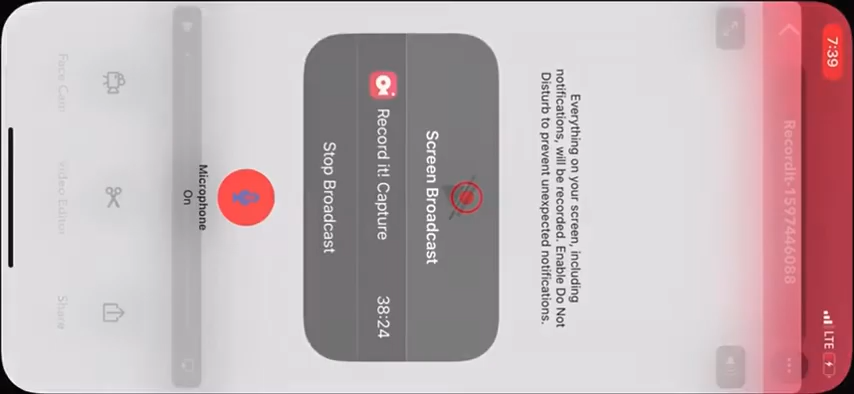 7:39
LTE
RecordIt-1597446088
Everything on your screen, including
notifications, will be recorded. Enable Do Not
Disturb to prevent unexpected notifications.
Screen Broadcast
Record it! Capture 38:24
Stop Broadcast
Microphone
On
Face Cam
Video Editor
Share